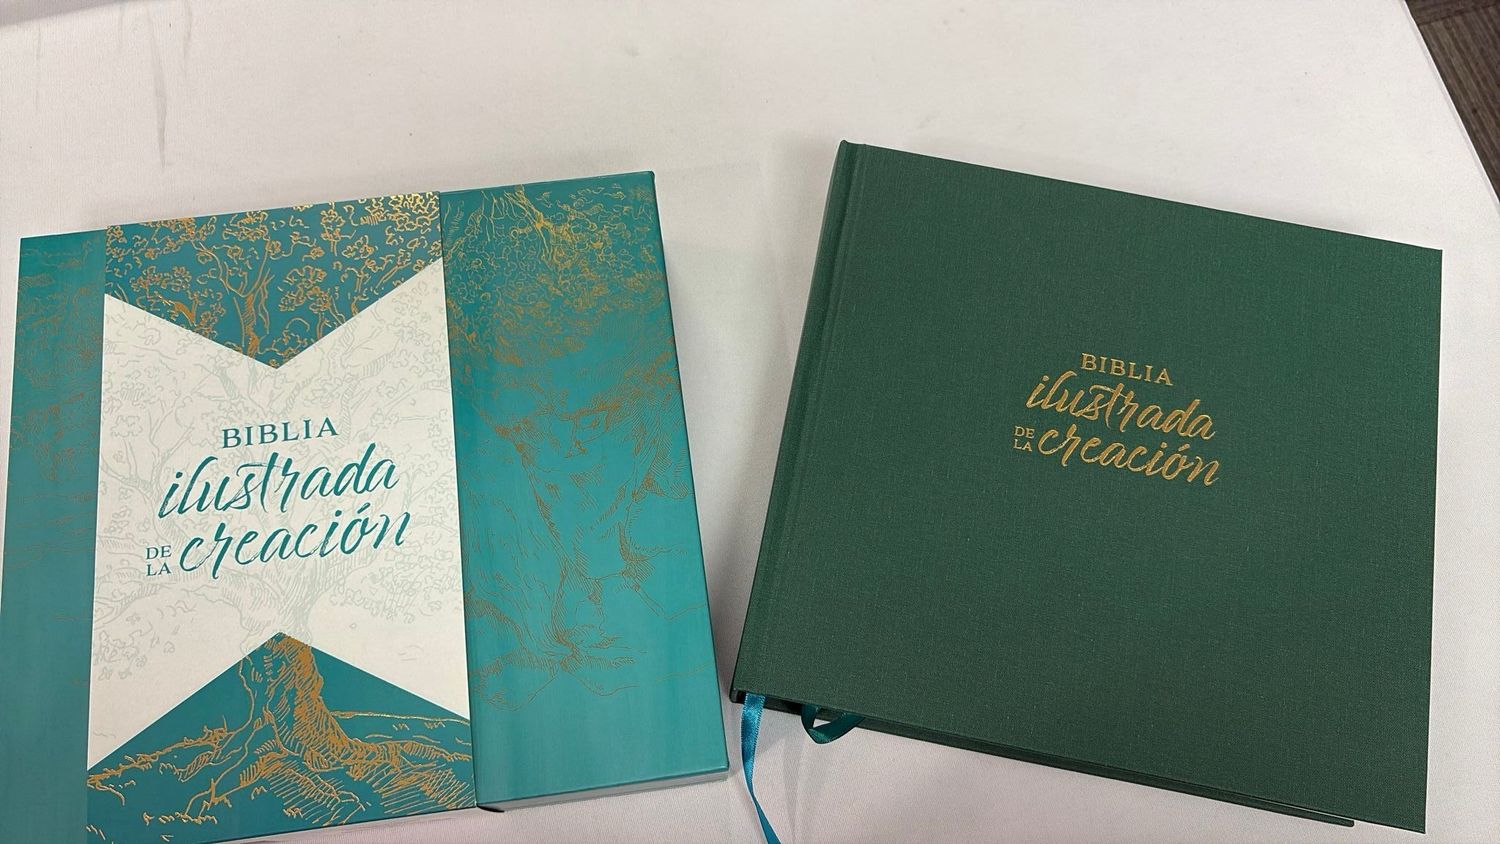 BIBLIA
ilustrada
DE LA creación
BIBLIA
ilustrada
DE LA creación